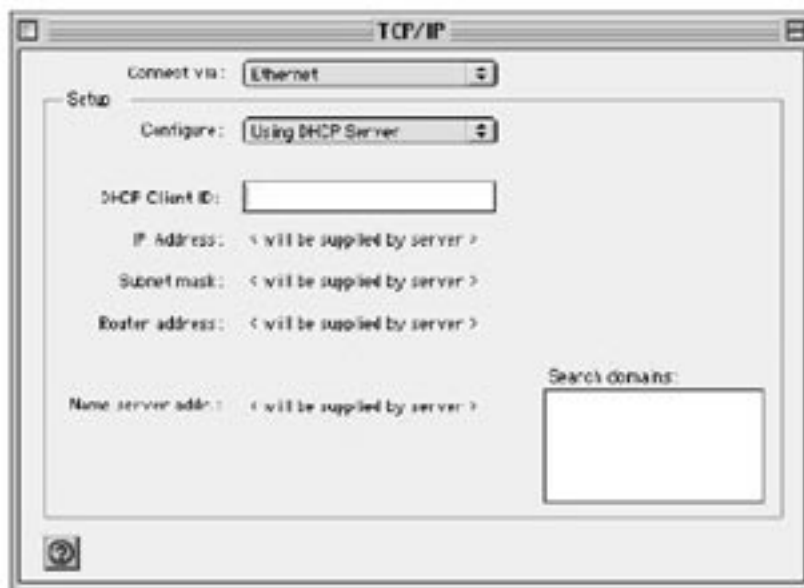 TCP/IP
Connect via: Ethernet
Setup
Configure: Using DHCP Server
DHCP Client ID:
IP Address: < will be supplied by server >
Subnet mask: < will be supplied by server >
Router address: < will be supplied by server >
Search domains:
Name server addr.: < will be supplied by server >
?